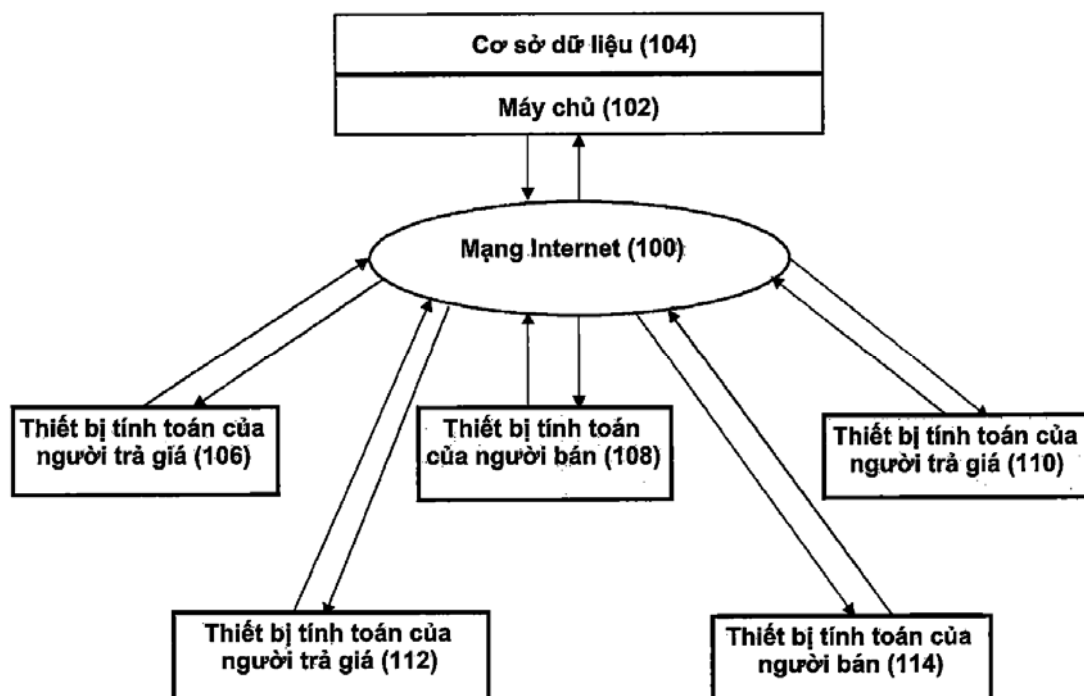 Cơ sở dữ liệu (104)
Máy chủ (102)
Mạng Internet (100)
Thiết bị tính toán của
người trả giá (106)
Thiết bị tính toán
của người bán (108)
Thiết bị tính toán của
người trả giá (110)
Thiết bị tính toán của
người trả giá (112)
Thiết bị tính toán của
người bán (114)